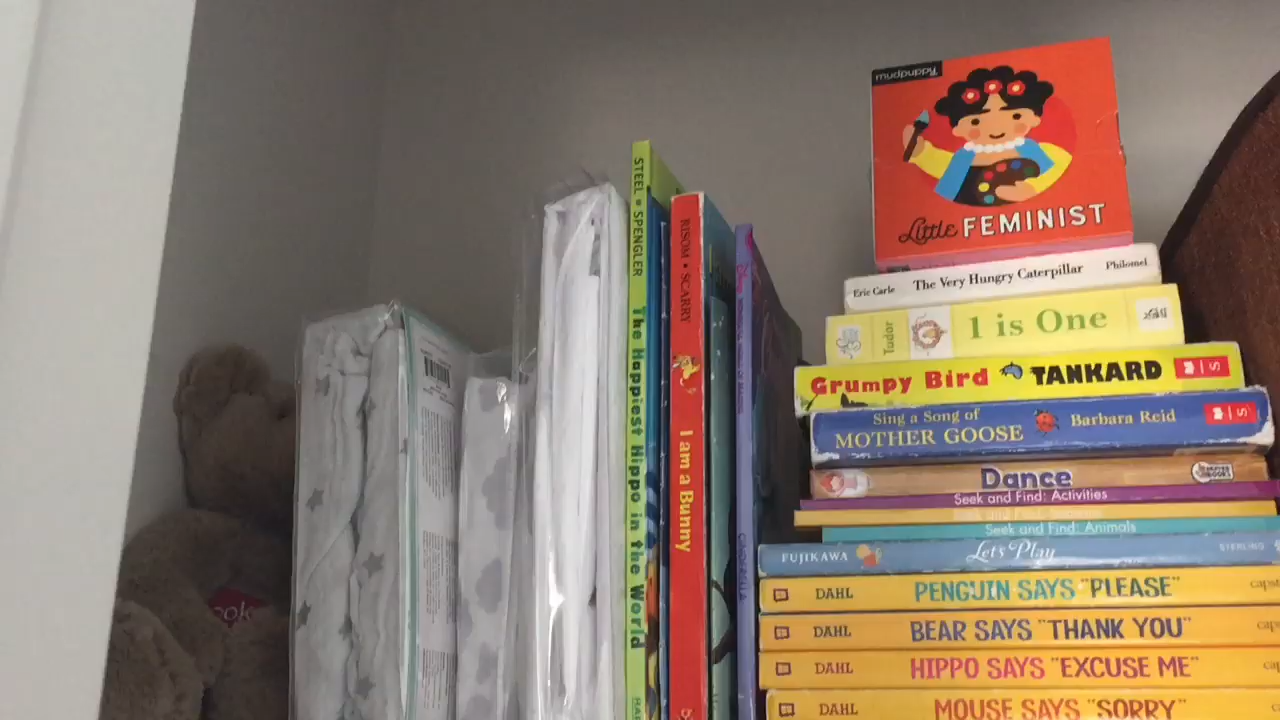 mudpuppy
Little FEMINIST
Eric Carle The Very Hungry Caterpillar Philomel
Tudor 1 is One
GRUMPY BIRD TANKARD
Sing a Song of
MOTHER GOOSE Barbara Reid
Dance
Seek and Find: Activities
Seek and Find: Animals
FUJIKAWA Let's Play STERLING
DAHL PENGUIN SAYS "PLEASE"
DAHL BEAR SAYS "THANK YOU"
DAHL HIPPO SAYS "EXCUSE ME"
DAHL MOUSE SAYS "SORRY"
STEEL • SPENGLER The Happiest Hippo in the World
RISOM • SCARRY I am a Bunny
CINDERELLA